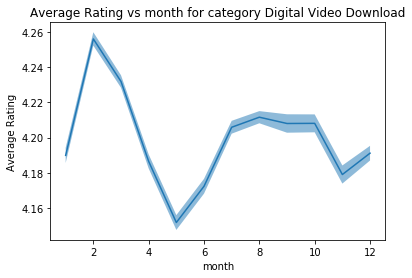 Average Rating vs month for category Digital Video Download
4.26
4.24
4.22
4.20
4.18
4.16
Average Rating
2 4 6 8 10 12
month